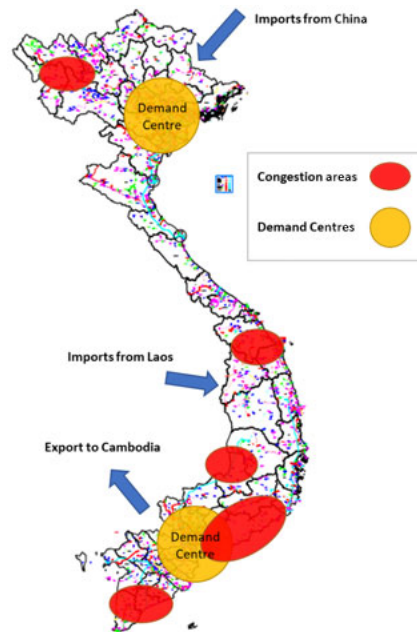 Imports from China
Demand
Centre
Congestion areas
Demand Centres
Imports from Laos
Export to Cambodia
Demand
Centre